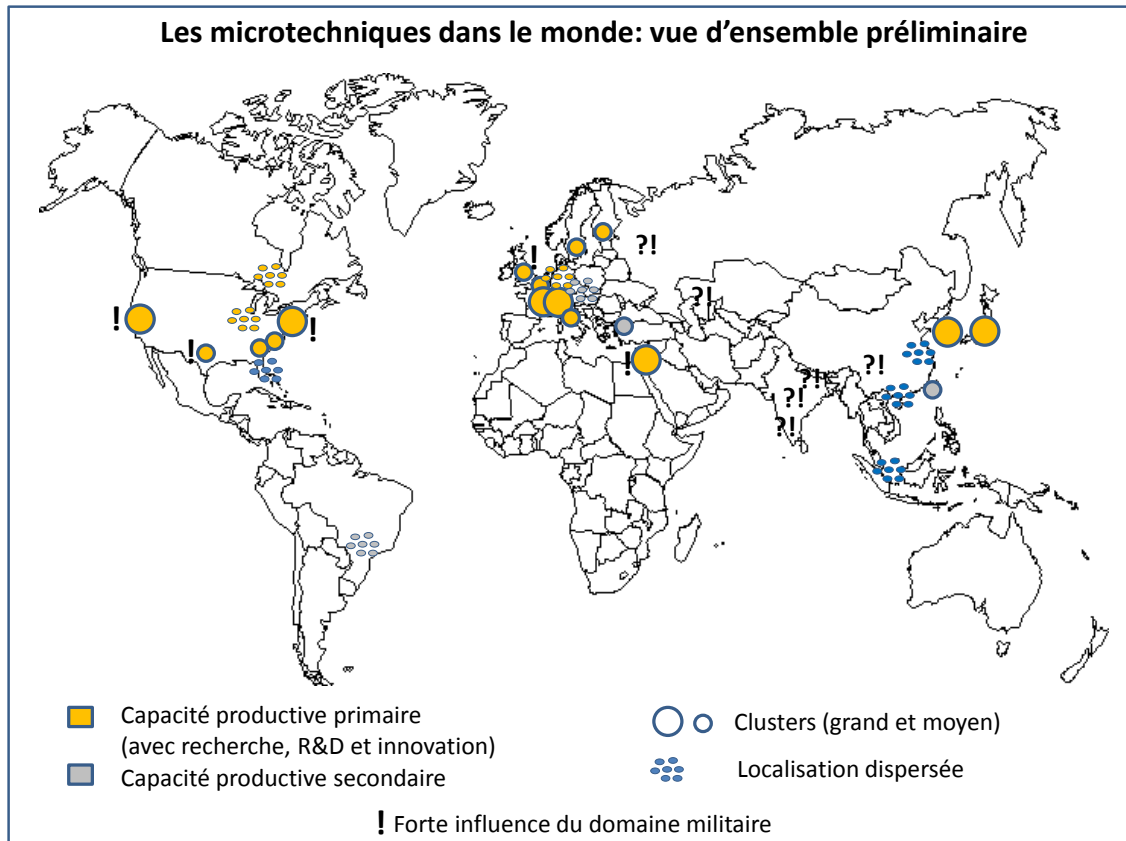 Les microtechniques dans le monde: vue d'ensemble préliminaire
!
?!
?!
!
!
!
!
?!
?!
?!
?!
Capacité productive primaire
(avec recherche, R&D et innovation)
Capacité productive secondaire
Clusters (grand et moyen)
Localisation dispersée
! Forte influence du domaine militaire